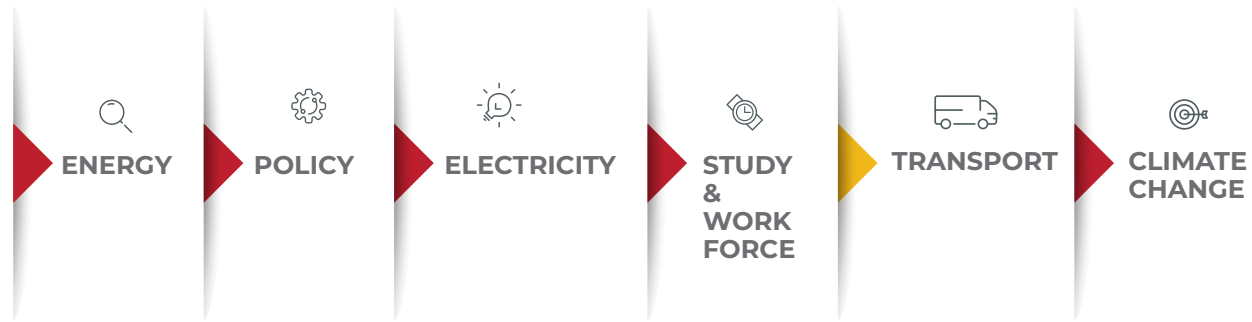 ENERGY
POLICY
ELECTRICITY
STUDY
&
WORK
FORCE
TRANSPORT
CLIMATE
CHANGE